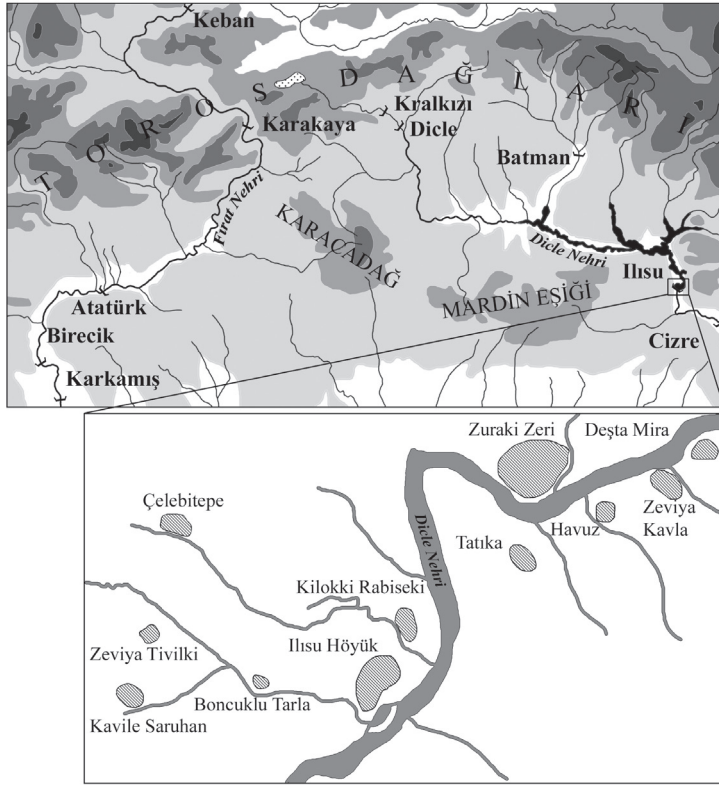 Keban
TOROS DAĞLARI
Kralkızı
Dicle
Karakaya
Batman
Fırat Nehri
KARACADAĞ
Dicle Nehri
Ilısu
MARDİN EŞİĞİ
Atatürk
Birecik
Cizre
Karkamış
Zuraki Zeri
Deşta Mira
Çelebitepe
Zeviya
Kavla
Havuz
Dicle Nehri
Tatıka
Kilokki Rabiseki
Ilısu Höyük
Zeviya Tivilki
Boncuklu Tarla
Kavile Saruhan